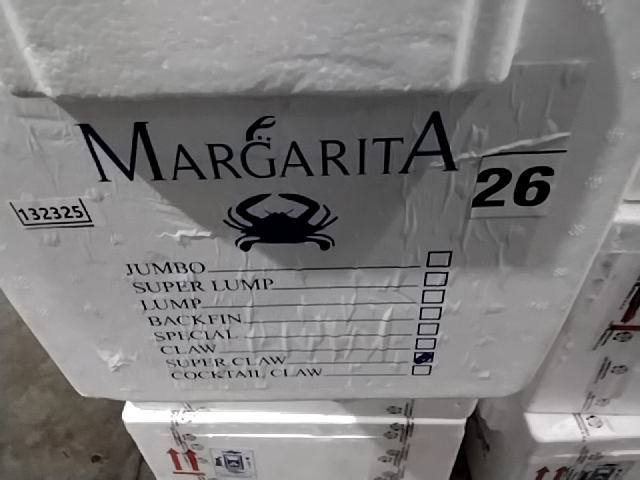 MARGARITA
26
132325
JUMBO
SUPER LUMP
LUMP
BACKFIN
SPECIAL
CLAW
SUPER CLAW
COCKTAIL CLAW